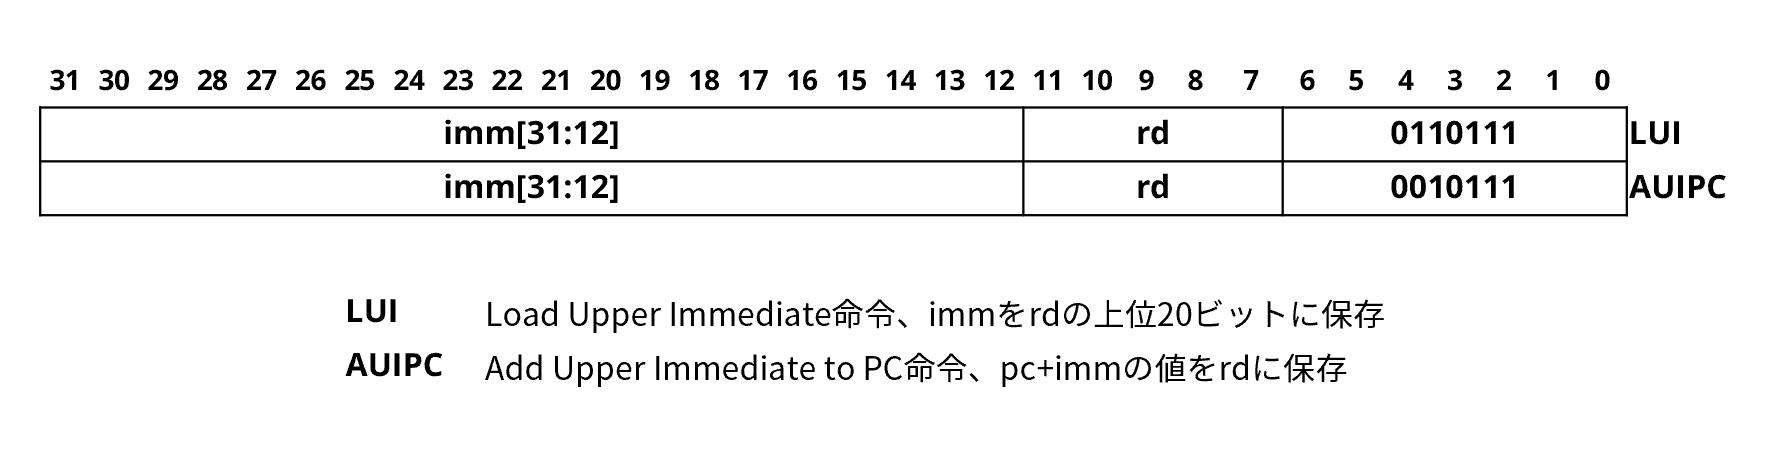 31 30 29 28 27 26 25 24 23 22 21 20 19 18 17 16 15 14 13 12 11 10 9 8 7 6 5 4 3 2 1 0
imm[31:12] rd 0110111 LUI
imm[31:12] rd 0010111 AUIPC
LUI Load Upper Immediate命令、immをrdの上位20ビットに保存
AUIPC Add Upper Immediate to PC命令、pc+immの値をrdに保存